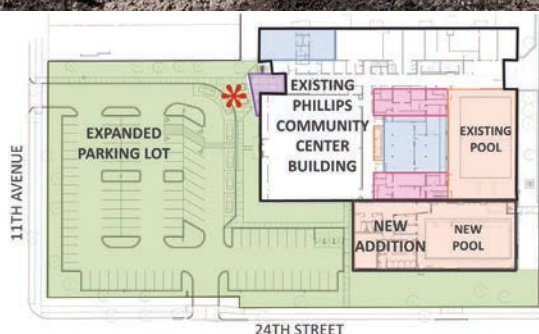 EXISTING
PHILLIPS
COMMUNITY
CENTER
BUILDING
EXPANDED
PARKING LOT
EXISTING
POOL
NEW
ADDITION
NEW
POOL
11TH AVENUE
24TH STREET